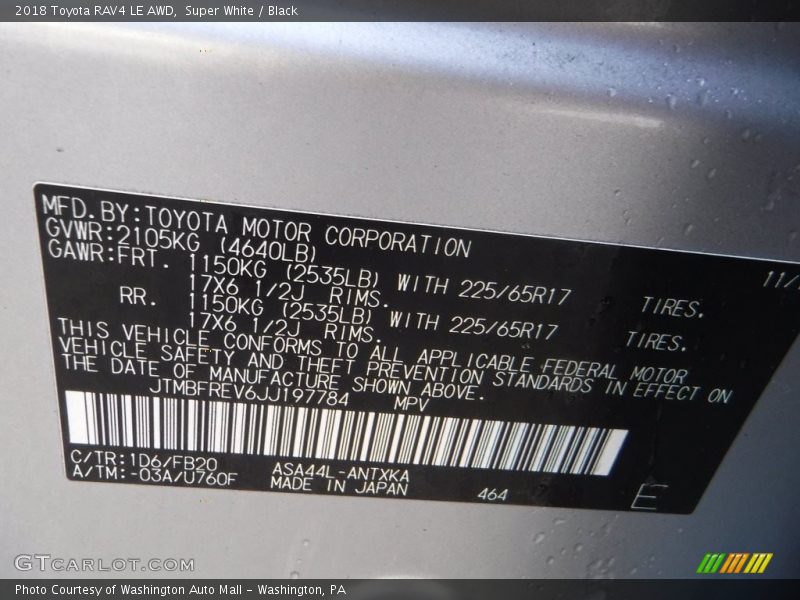 2018 Toyota RAV4 LE AWD, Super White / Black
MFD.BY:TOYOTA MOTOR CORPORATION
GVWR:2105KG (4640LB)
GAWR:FRT. 1150KG (2535LB) WITH 225/65R17 TIRES.
17X6 1/2J RIMS.
RR. 1150KG (2535LB) WITH 225/65R17 TIRES.
17X6 1/2J RIMS.
THIS VEHICLE CONFORMS TO ALL APPLICABLE FEDERAL MOTOR
VEHICLE SAFETY AND THEFT PREVENTION STANDARDS IN EFFECT ON
THE DATE OF MANUFACTURE SHOWN ABOVE.
JTMBFREV6JJ197784 MPV
C/TR:1D6/FB20 ASA44L-ANTXKA
A/TM:-03A/U760F MADE IN JAPAN 464 E
GTCARLOT.COM
Photo Courtesy of Washington Auto Mall - Washington, PA